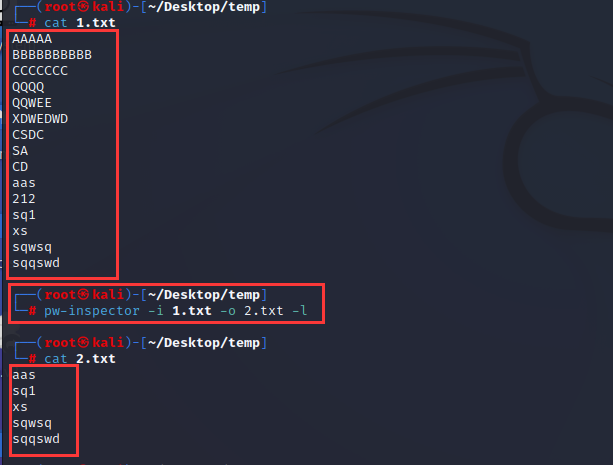 ┌──(root㉿kali)-[~/Desktop/temp]
└─# cat 1.txt
AAAAA
BBBBBBBBBB
CCCCCCC
QQQQ
QQWEE
XDWEDWD
CSDC
SA
CD
aas
212
sq1
xs
sqwsq
sqqswd
┌──(root㉿kali)-[~/Desktop/temp]
└─# pw-inspector -i 1.txt -o 2.txt -l
┌──(root㉿kali)-[~/Desktop/temp]
└─# cat 2.txt
aas
sq1
xs
sqwsq
sqqswd